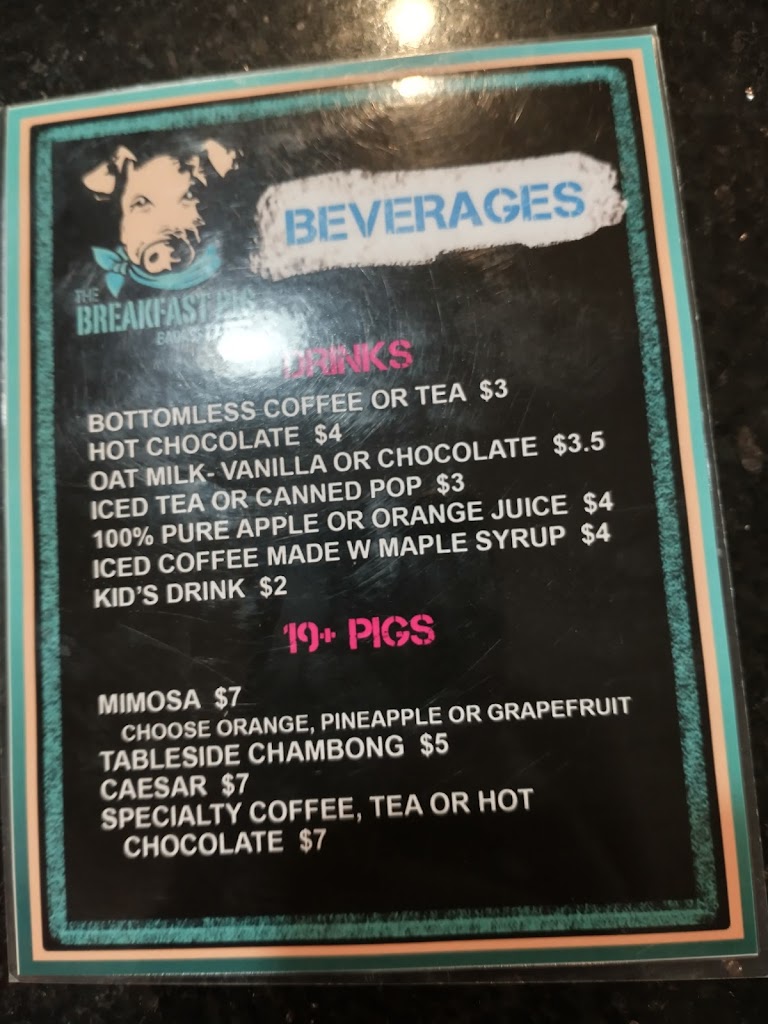 BEVERAGES
THE
BREAKFAST PIG
DRINKS
BOTTOMLESS COFFEE OR TEA $3
HOT CHOCOLATE $4
OAT MILK- VANILLA OR CHOCOLATE $3.5
ICED TEA OR CANNED POP $3
100% PURE APPLE OR ORANGE JUICE $4
ICED COFFEE MADE W MAPLE SYRUP $4
KID'S DRINK $2
19+ PIGS
MIMOSA $7
CHOOSE ORANGE, PINEAPPLE OR GRAPEFRUIT
TABLESIDE CHAMBONG $5
CAESAR $7
SPECIALTY COFFEE, TEA OR HOT
CHOCOLATE $7